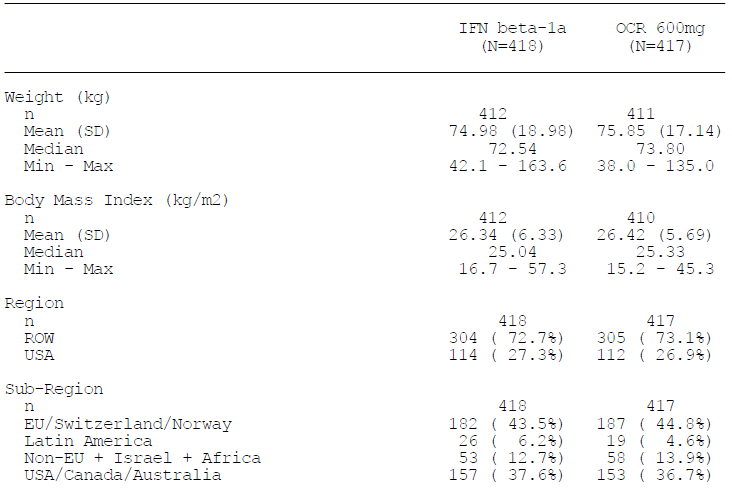 IFN beta-1a OCR 600mg
(N=418) (N=417)
Weight (kg)
n 412 411
Mean (SD) 74.98 (18.98) 75.85 (17.14)
Median 72.54 73.80
Min - Max 42.1 - 163.6 38.0 - 135.0
Body Mass Index (kg/m2)
n 412 410
Mean (SD) 26.34 (6.33) 26.42 (5.69)
Median 25.04 25.33
Min - Max 16.7 - 57.3 15.2 - 45.3
Region
n 418 417
ROW 304 ( 72.7%) 305 ( 73.1%)
USA 114 ( 27.3%) 112 ( 26.9%)
Sub-Region
n 418 417
EU/Switzerland/Norway 182 ( 43.5%) 187 ( 44.8%)
Latin America 26 ( 6.2%) 19 ( 4.6%)
Non-EU + Israel + Africa 53 ( 12.7%) 58 ( 13.9%)
USA/Canada/Australia 157 ( 37.6%) 153 ( 36.7%)